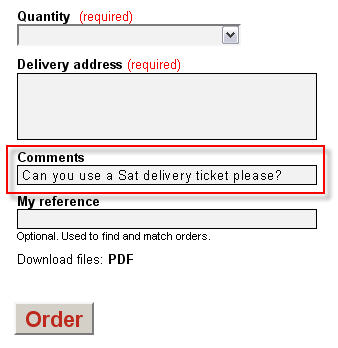 Quantity (required)
Delivery address (required)
Comments
Can you use a Sat delivery ticket please?
My reference
Optional. Used to find and match orders.
Download files: PDF
Order